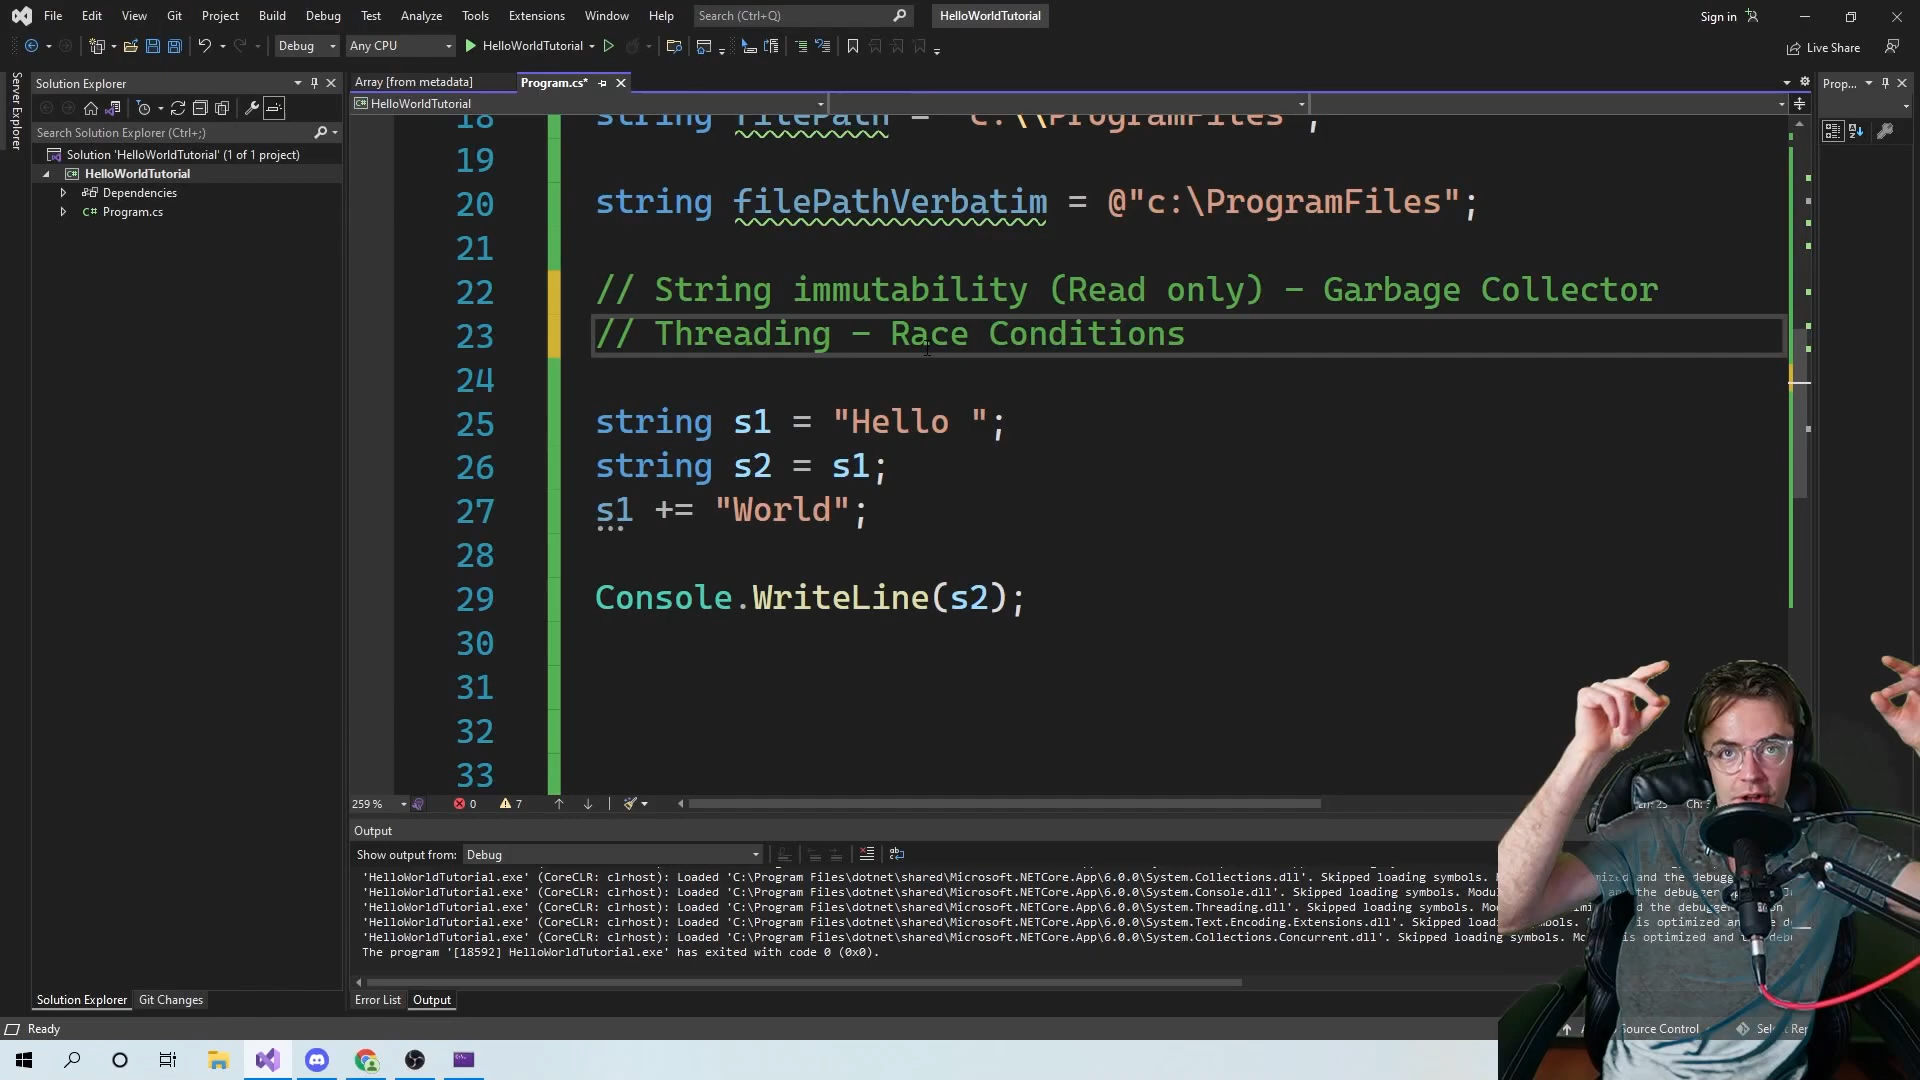 File Edit View Git Project Build Debug Test Analyze Tools Extensions Window Help Search (Ctrl+Q) HelloWorldTutorial Sign in
Debug Any CPU HelloWorldTutorial Live Share
Server Explorer
Solution Explorer
Search Solution Explorer (Ctrl+;)
Solution 'HelloWorldTutorial' (1 of 1 project)
HelloWorldTutorial
Dependencies
C# Program.cs
Array [from metadata] Program.cs* Prop...
HelloWorldTutorial
18 string filePath = "c:\\ProgramFiles";
19
20 string filePathVerbatim = @"c:\ProgramFiles";
21
22 // String immutability (Read only) - Garbage Collector
23 // Threading - Race Conditions
24
25 string s1 = "Hello ";
26 string s2 = s1;
27 s1 += "World";
28
29 Console.WriteLine(s2);
30
31
32
33
259 % 0 7
Output
Show output from: Debug
'HelloWorldTutorial.exe' (CoreCLR: clrhost): Loaded 'C:\Program Files\dotnet\shared\Microsoft.NETCore.App\6.0.0\System.Collections.dll'. Skipped loading symbols.
'HelloWorldTutorial.exe' (CoreCLR: clrhost): Loaded 'C:\Program Files\dotnet\shared\Microsoft.NETCore.App\6.0.0\System.Console.dll'. Skipped loading symbols.
'HelloWorldTutorial.exe' (CoreCLR: clrhost): Loaded 'C:\Program Files\dotnet\shared\Microsoft.NETCore.App\6.0.0\System.Threading.dll'. Skipped loading symbols.
'HelloWorldTutorial.exe' (CoreCLR: clrhost): Loaded 'C:\Program Files\dotnet\shared\Microsoft.NETCore.App\6.0.0\System.Text.Encoding.Extensions.dll'. Skipped
'HelloWorldTutorial.exe' (CoreCLR: clrhost): Loaded 'C:\Program Files\dotnet\shared\Microsoft.NETCore.App\6.0.0\System.Collections.Concurrent.dll'. Skipped loading symbols.
The program '[18592] HelloWorldTutorial.exe' has exited with code 0 (0x0).
Solution Explorer Git Changes Error List Output
Ready Source Control